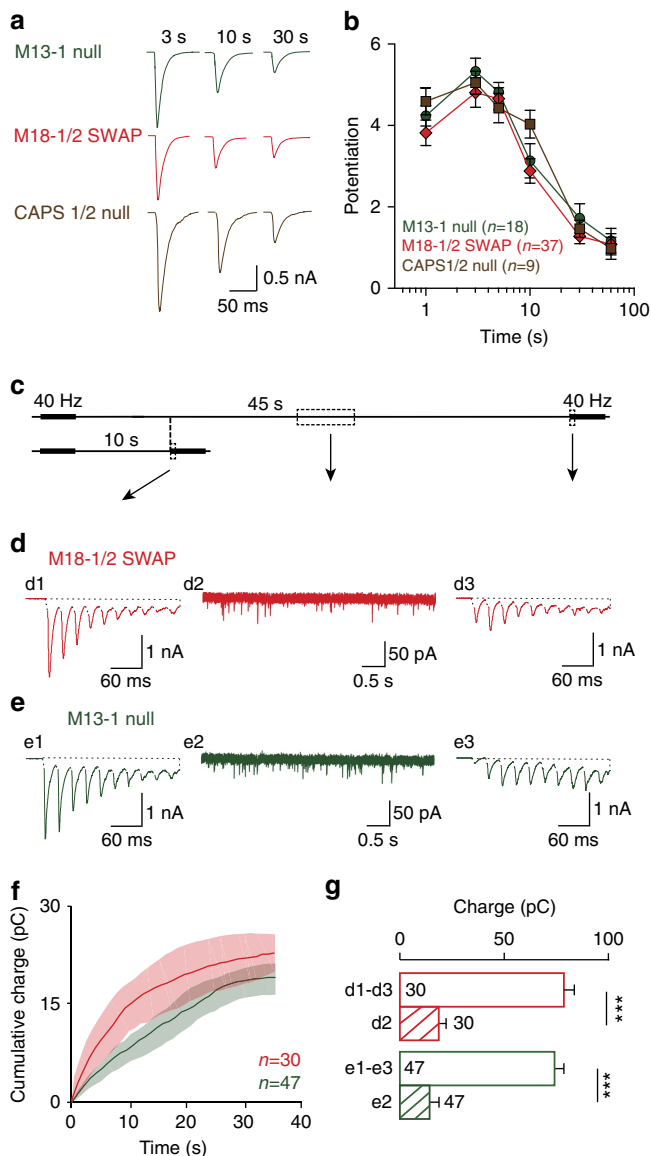 a
3 s 10 s 30 s
M13-1 null
M18-1/2 SWAP
CAPS 1/2 null
0.5 nA
50 ms
b
6
4
2
0
Potentiation
M13-1 null (n=18)
M18-1/2 SWAP (n=37)
CAPS1/2 null (n=9)
1 10 100
Time (s)
c
40 Hz 45 s 40 Hz
10 s
d
M18-1/2 SWAP
d1 d2 d3
1 nA 50 pA 1 nA
60 ms 0.5 s 60 ms
e
M13-1 null
e1 e2 e3
1 nA 50 pA 1 nA
60 ms 0.5 s 60 ms
f
30
15
0
Cumulative charge (pC)
n=30
n=47
0 10 20 30 40
Time (s)
g
Charge (pC)
0 50 100
d1-d3 30
d2 30
***
e1-e3 47
e2 47
***